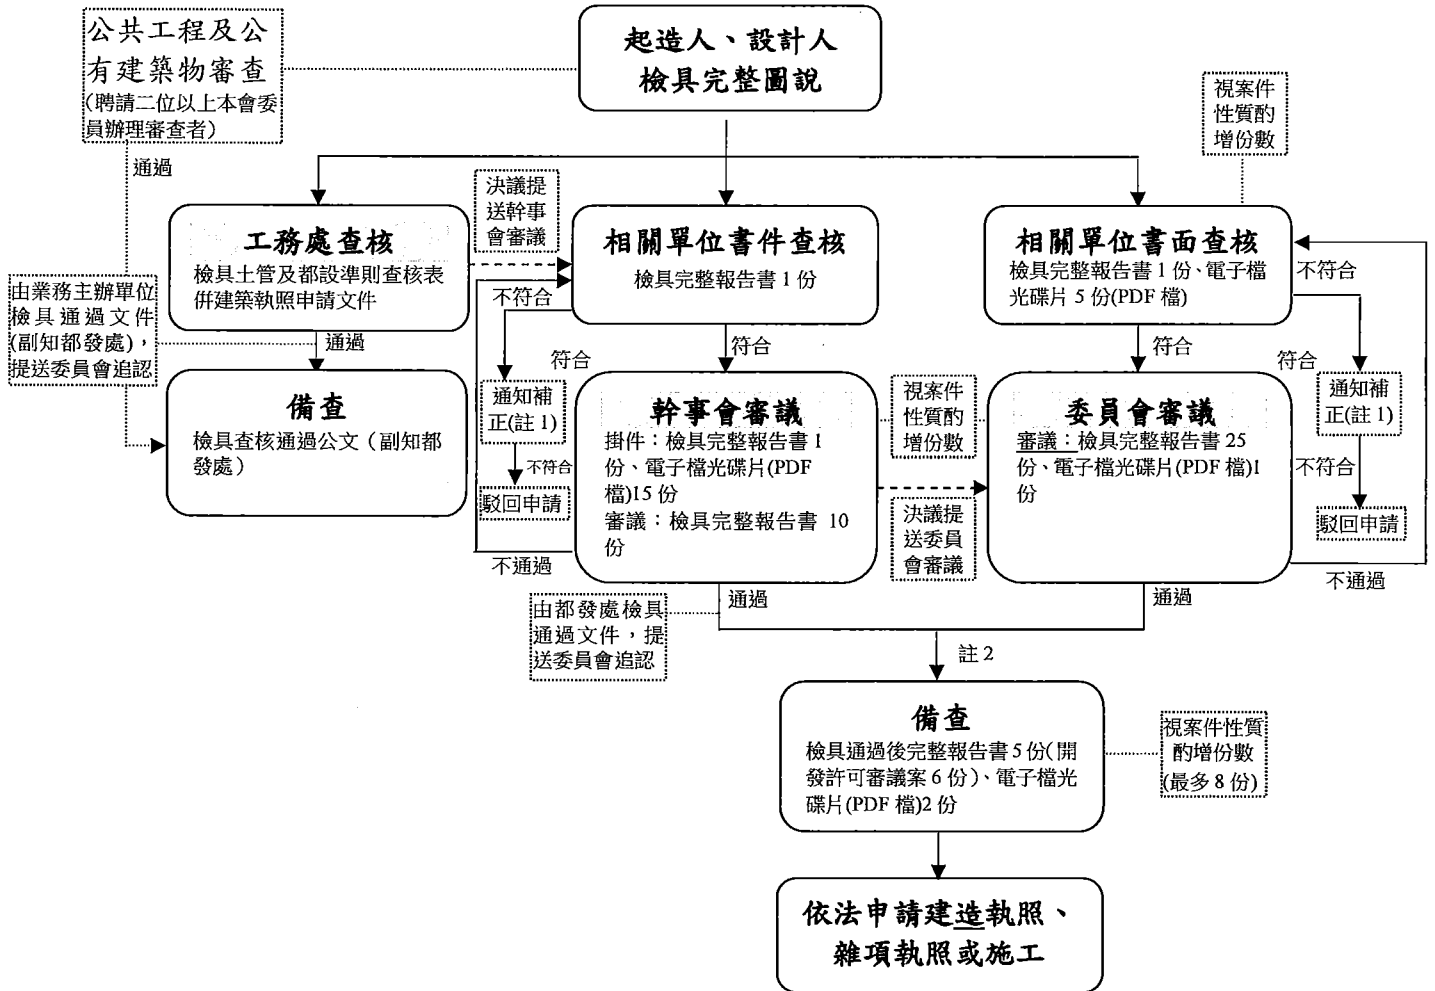 公共工程及公
有建築物審查
(聘請二位以上本會委
員辦理審查者)
起造人、設計人
檢具完整圖說
視案件
性質酌
增份數
通過
決議提
送幹事
會審議
工務處查核
檢具土管及都設準則查核表
併建築執照申請文件
相關單位書件查核
檢具完整報告書 1 份
相關單位書面查核
檢具完整報告書 1 份、電子檔
光碟片 5 份(PDF 檔)
不符合
不符合
由業務主辦單位
檢具通過文件
(副知都發處),
提送委員會追認
通過
符合
符合
符合
符合
備查
檢具查核通過公文(副知都
發處)
通知補
正(註 1)
不符合
駁回申請
不通過
幹事會審議
掛件:檢具完整報告書 1
份、電子檔光碟片(PDF
檔)15 份
審議:檢具完整報告書 10
份
視案件
性質酌
增份數
決議提
送委員
會審議
委員會審議
審議:檢具完整報告書 25
份、電子檔光碟片(PDF 檔)1
份
通知補
正(註 1)
不符合
駁回申請
不通過
由都發處檢具
通過文件,提
送委員會追認
通過
通過
註 2
備查
檢具通過後完整報告書 5 份(開
發許可審議案 6 份)、電子檔光
碟片(PDF 檔)2 份
視案件性質
酌增份數
(最多 8 份)
依法申請建造執照、
雜項執照或施工